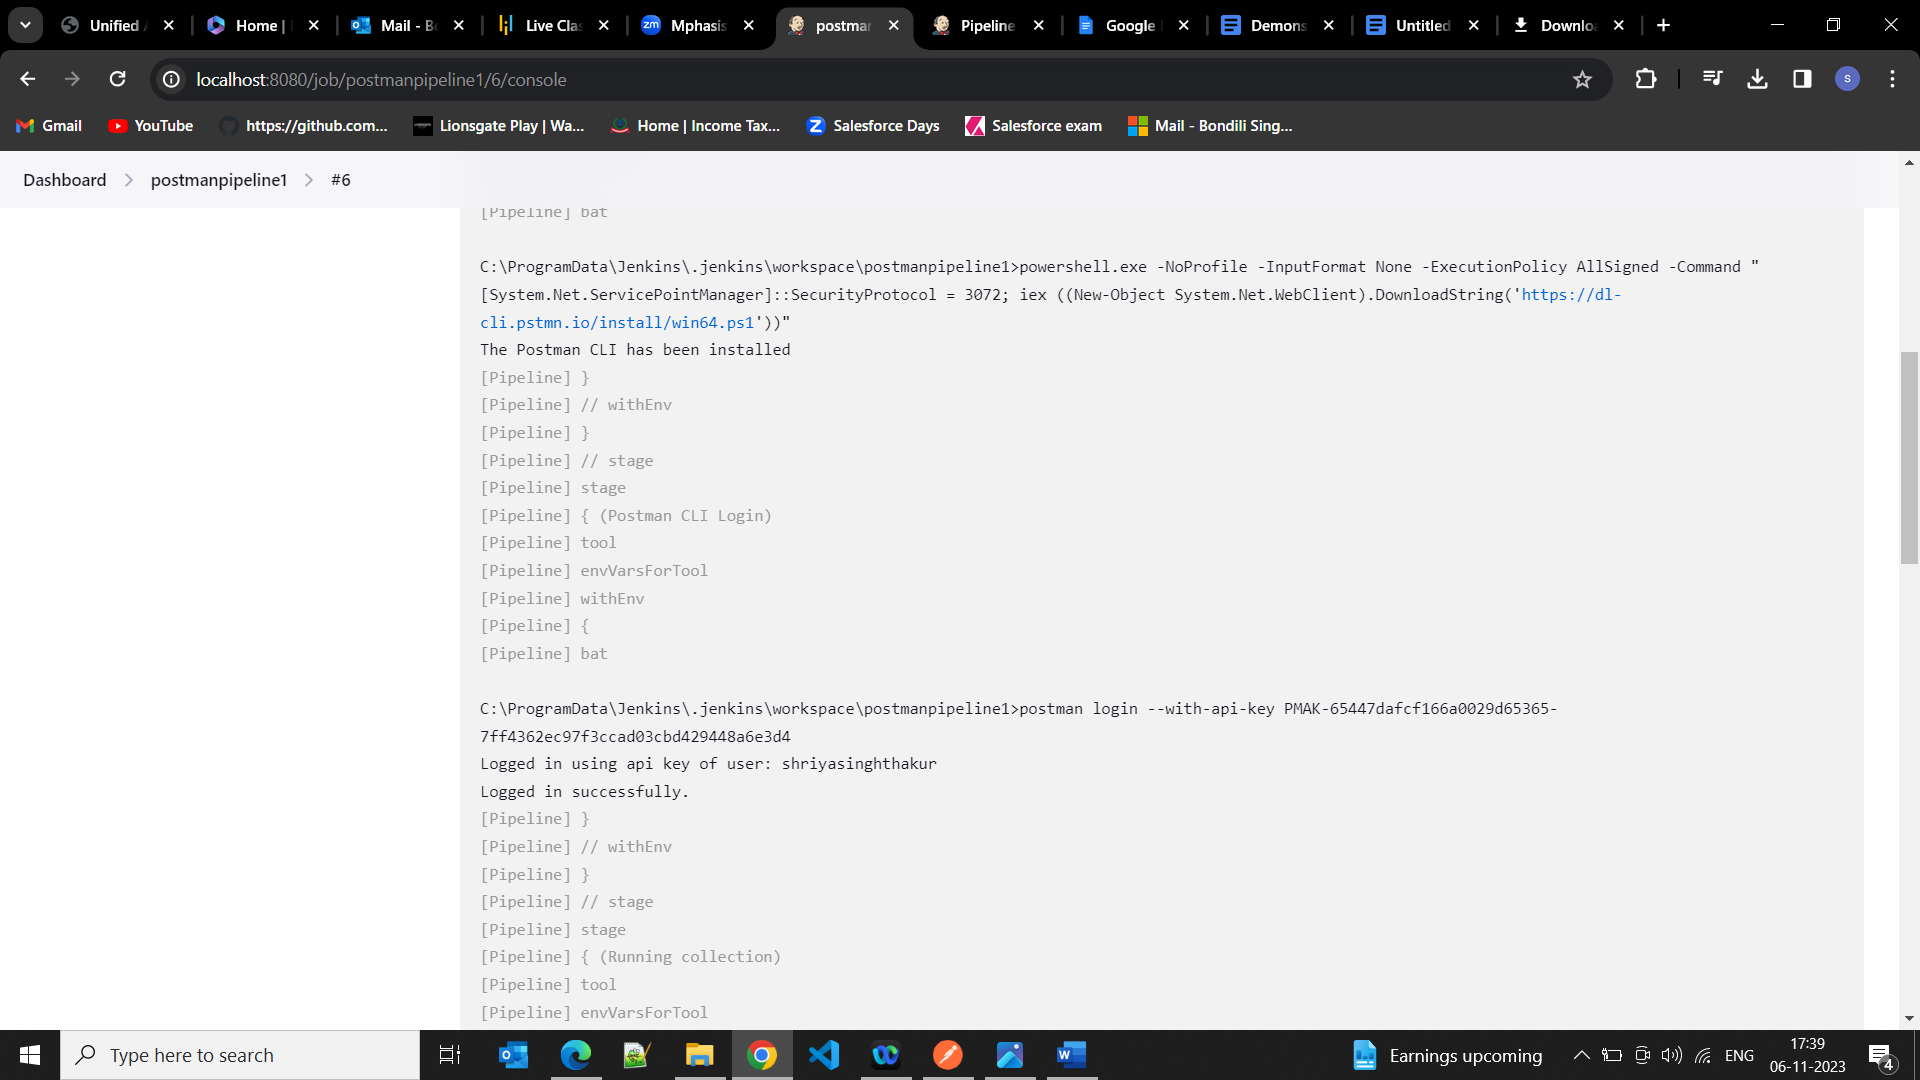 Unified A
Home |
Mail - Bo
Live Clas
Mphasis
postman
Pipeline
Google
Demons
Untitled
Downloa
localhost:8080/job/postmanpipeline1/6/console
S
Gmail
YouTube
https://github.com...
Lionsgate Play | Wa...
Home | Income Tax...
Salesforce Days
Salesforce exam
Mail - Bondili Sing...
Dashboard > postmanpipeline1 > #6
[Pipeline] bat
C:\ProgramData\Jenkins\.jenkins\workspace\postmanpipeline1>powershell.exe -NoProfile -InputFormat None -ExecutionPolicy AllSigned -Command "
[System.Net.ServicePointManager]::SecurityProtocol = 3072; iex ((New-Object System.Net.WebClient).DownloadString('https://dl-
cli.pstmn.io/install/win64.ps1'))"
The Postman CLI has been installed
[Pipeline] }
[Pipeline] // withEnv
[Pipeline] }
[Pipeline] // stage
[Pipeline] stage
[Pipeline] { (Postman CLI Login)
[Pipeline] tool
[Pipeline] envVarsForTool
[Pipeline] withEnv
[Pipeline] {
[Pipeline] bat
C:\ProgramData\Jenkins\.jenkins\workspace\postmanpipeline1>postman login --with-api-key PMAK-65447dafcf166a0029d65365-
7ff4362ec97f3ccad03cbd429448a6e3d4
Logged in using api key of user: shriyasinghthakur
Logged in successfully.
[Pipeline] }
[Pipeline] // withEnv
[Pipeline] }
[Pipeline] // stage
[Pipeline] stage
[Pipeline] { (Running collection)
[Pipeline] tool
[Pipeline] envVarsForTool
Type here to search
Earnings upcoming
ENG
17:39
06-11-2023
4